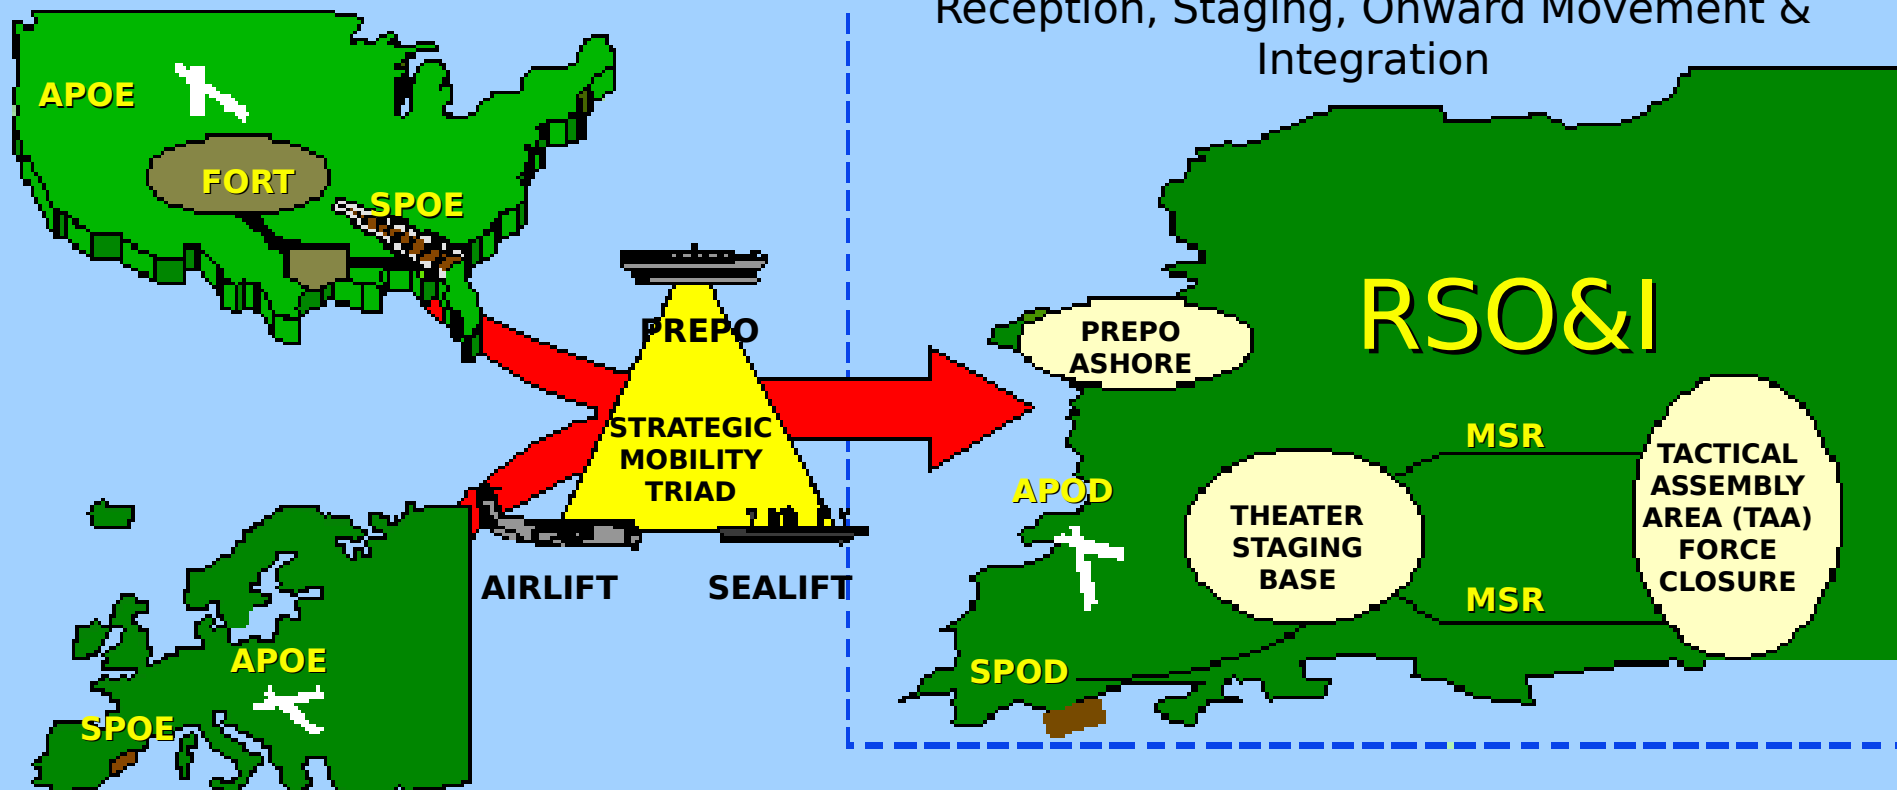 Reception, Staging, Onward Movement &
Integration
APOE
FORT
SPOE
PREPO
STRATEGIC
MOBILITY
TRIAD
AIRLIFT
SEALIFT
APOE
SPOE
RSO&I
PREPO
ASHORE
MSR
APOD
THEATER
STAGING
BASE
TACTICAL
ASSEMBLY
AREA (TAA)
FORCE
CLOSURE
MSR
SPOD